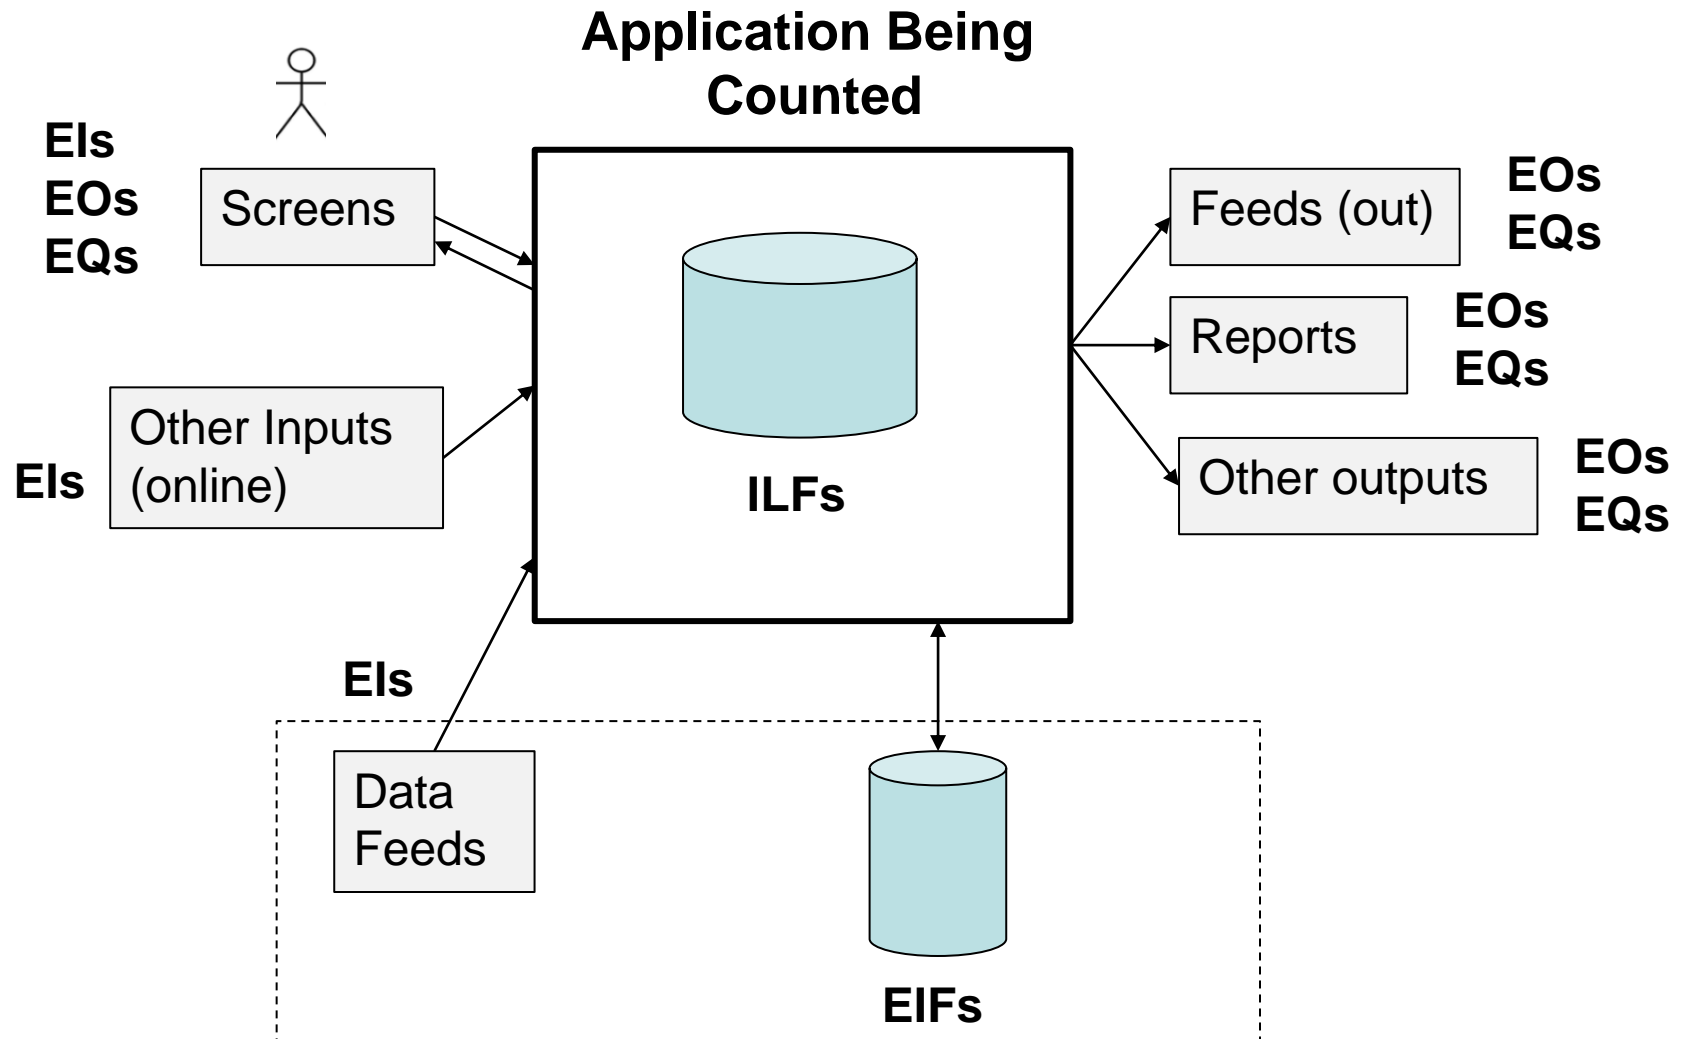 Application Being
Counted
EIs
EOs
EQs
Screens
Other Inputs
(online)
EIs
ILFs
Feeds (out)
EOs
EQs
Reports
EOs
EQs
Other outputs
EOs
EQs
EIs
Data
Feeds
EIFs